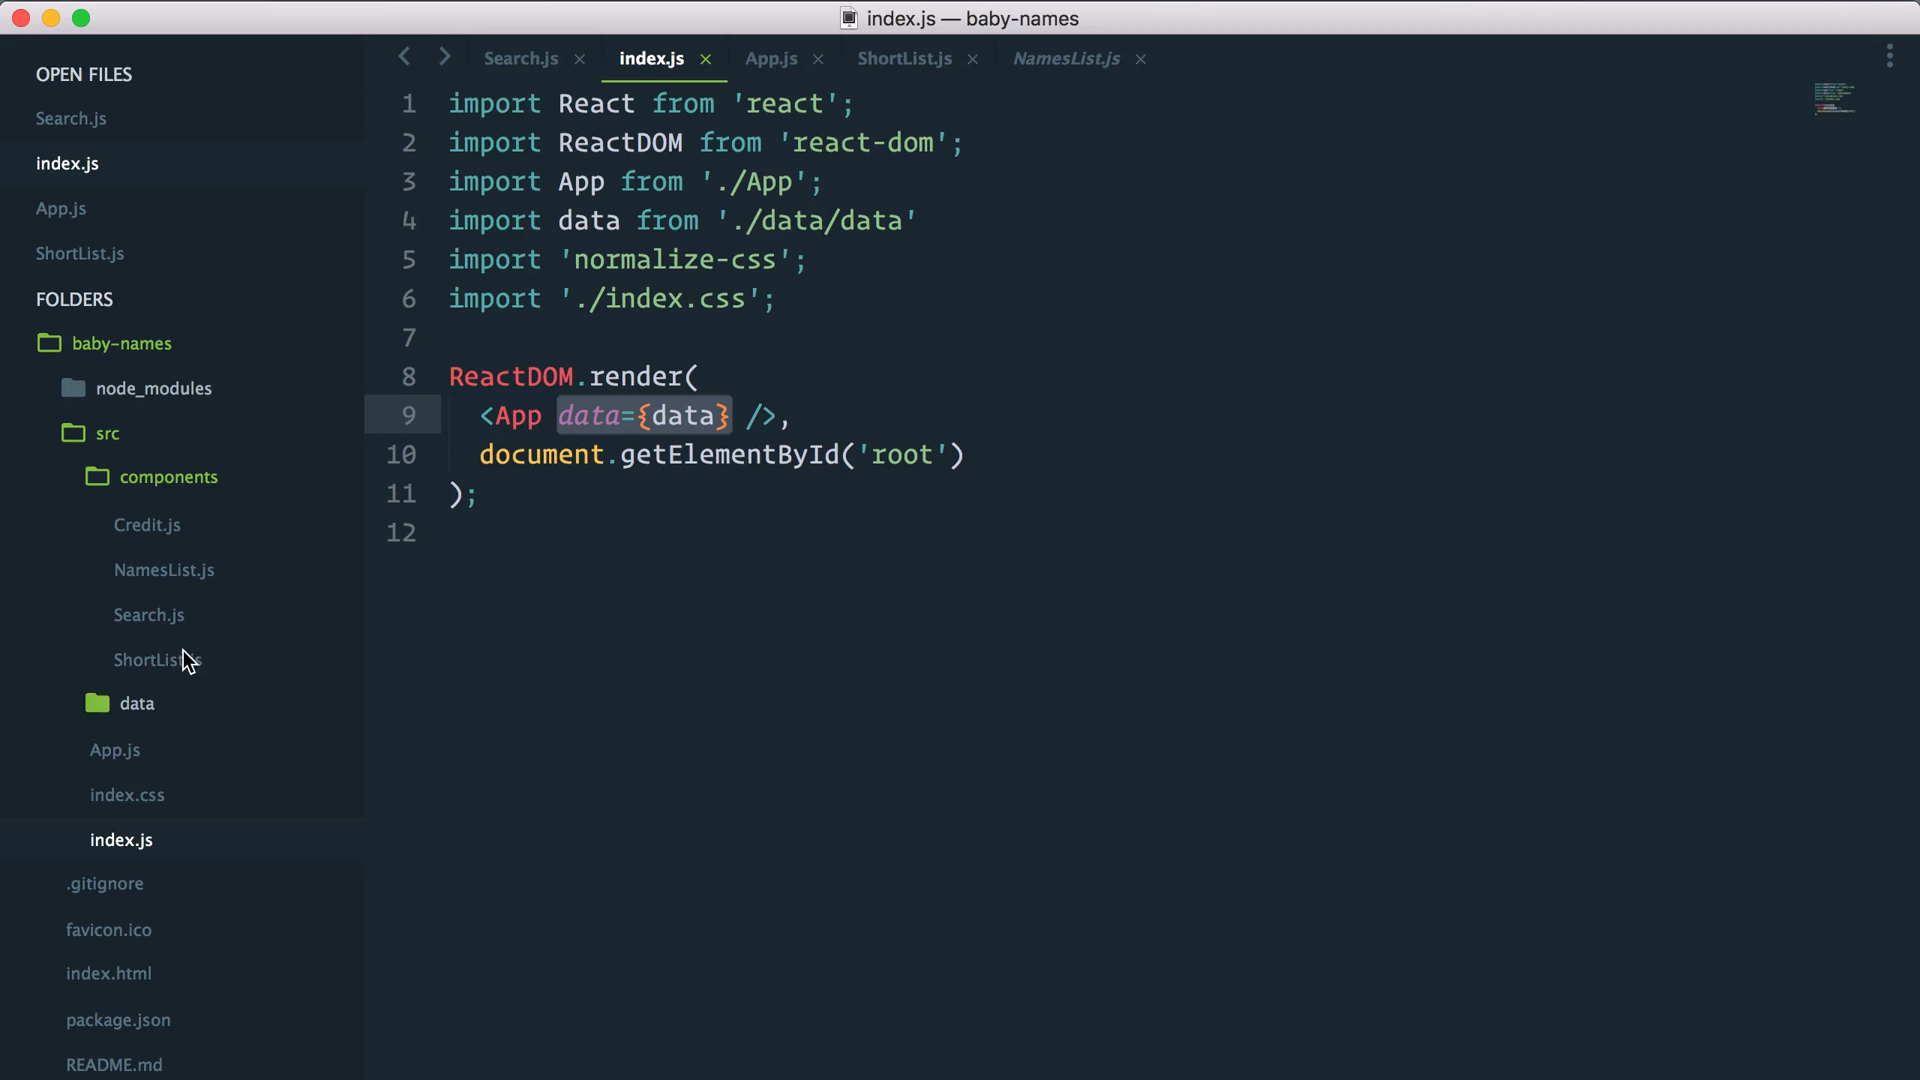 index.js — baby-names
OPEN FILES
Search.js
index.js
App.js
ShortList.js
FOLDERS
baby-names
node_modules
src
components
Credit.js
NamesList.js
Search.js
ShortList.js
data
App.js
index.css
index.js
.gitignore
favicon.ico
index.html
package.json
README.md
Search.js × index.js × App.js × ShortList.js × NamesList.js ×
1 import React from 'react';
2 import ReactDOM from 'react-dom';
3 import App from './App';
4 import data from './data/data'
5 import 'normalize-css';
6 import './index.css';
7
8 ReactDOM.render(
9 <App data={data} />,
10 document.getElementById('root')
11 );
12